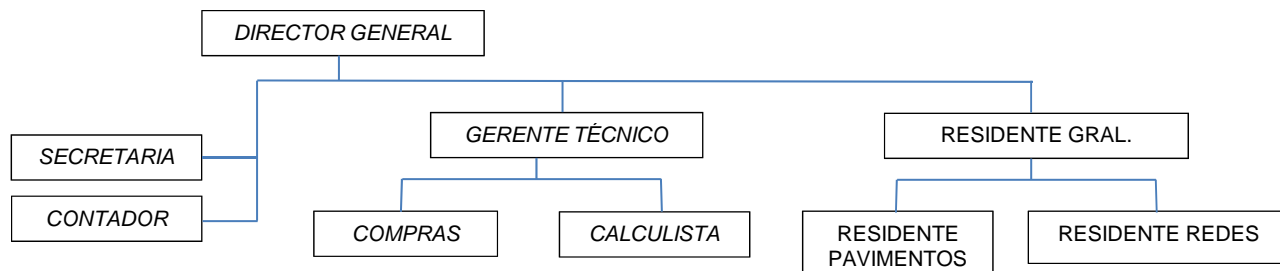 DIRECTOR GENERAL
GERENTE TÉCNICO
RESIDENTE GRAL.
SECRETARIA
CONTADOR
COMPRAS
CALCULISTA
RESIDENTE
PAVIMENTOS
RESIDENTE REDES